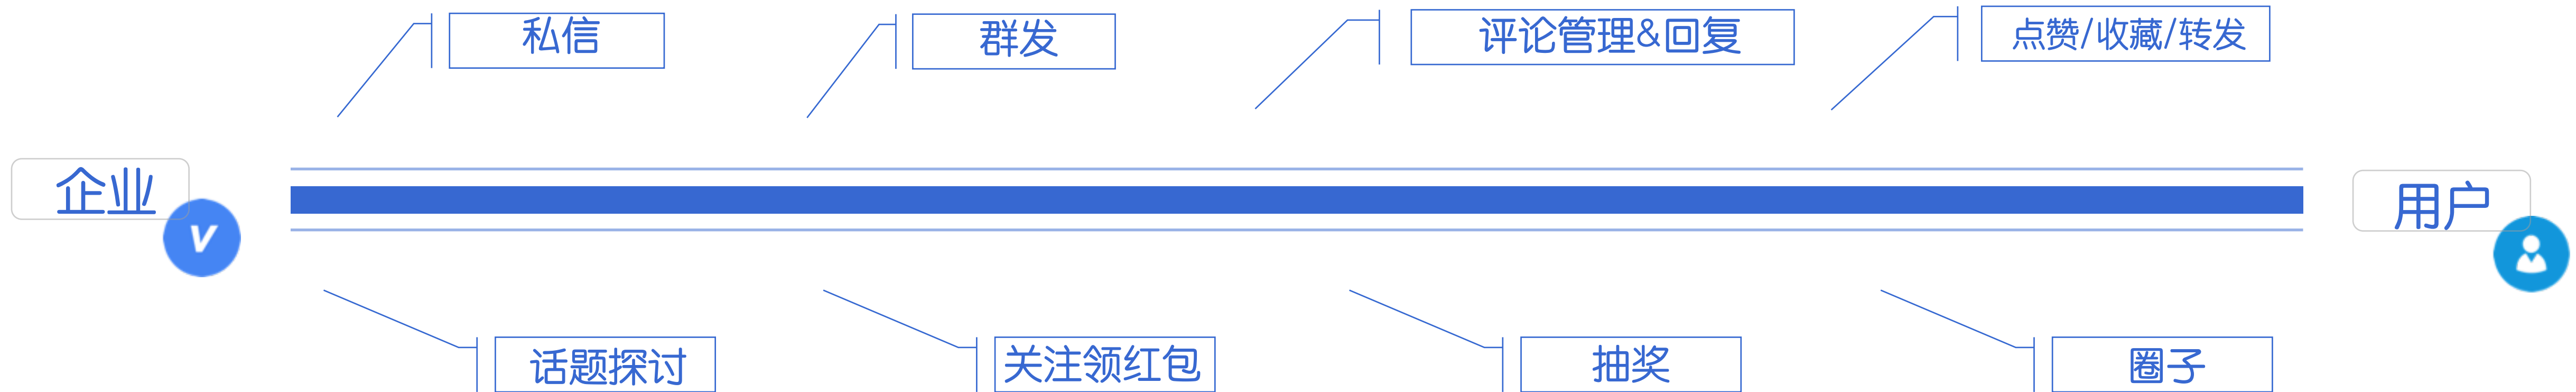 私信
群发
评论管理&回复
点赞/收藏/转发
企业
V
用户
话题探讨
关注领红包
抽奖
圈子